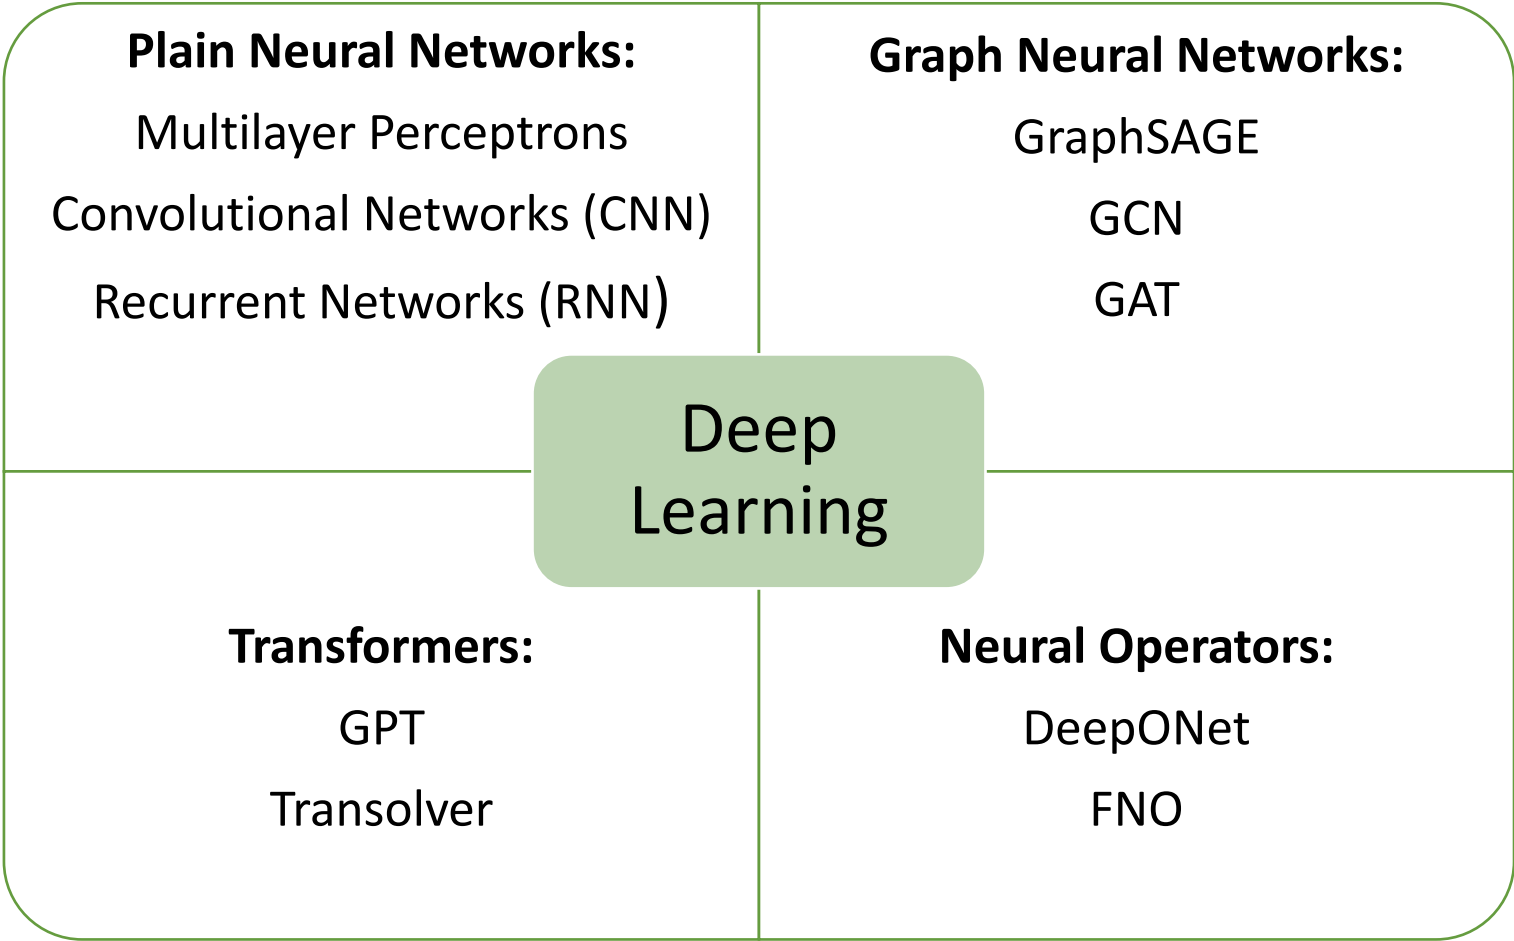 Plain Neural Networks:
Multilayer Perceptrons
Convolutional Networks (CNN)
Recurrent Networks (RNN)
Graph Neural Networks:
GraphSAGE
GCN
GAT
Deep
Learning
Transformers:
GPT
Transolver
Neural Operators:
DeepONet
FNO